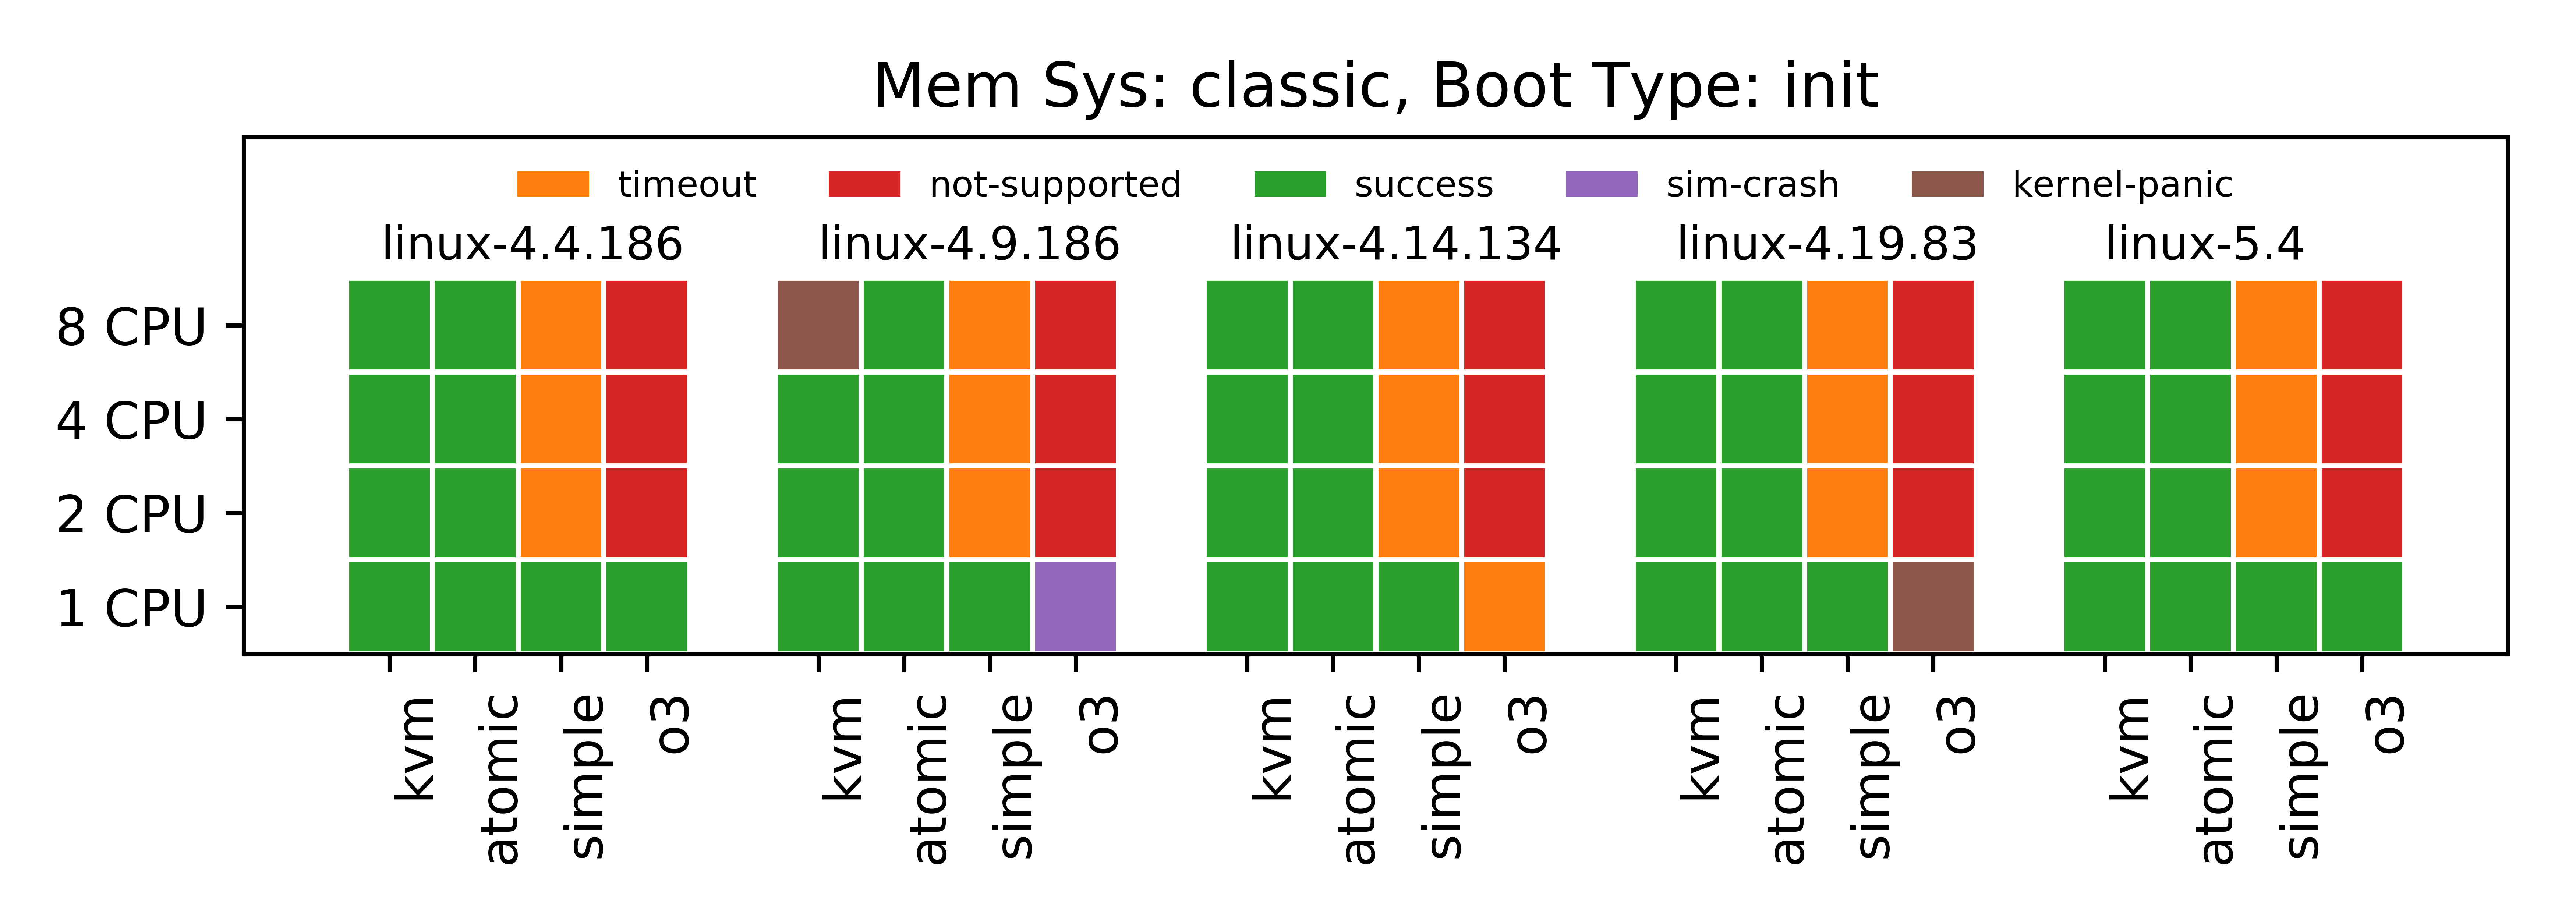 Mem Sys: classic, Boot Type: init
timeout not-supported success sim-crash kernel-panic
linux-4.4.186 linux-4.9.186 linux-4.14.134 linux-4.19.83 linux-5.4
8 CPU
4 CPU
2 CPU
1 CPU
kvm atomic simple o3 kvm atomic simple o3 kvm atomic simple o3 kvm atomic simple o3 kvm atomic simple o3